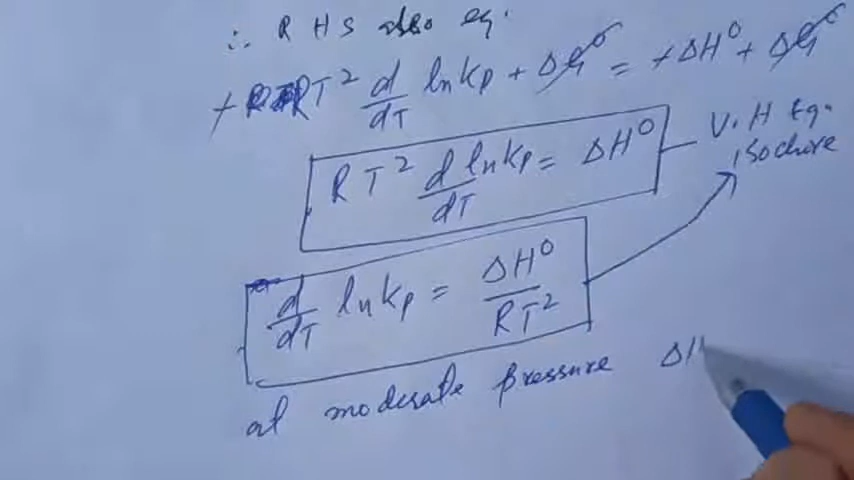 ∴ R H S also eq.
+ RT² d/dT ln Kp + ΔG° = + ΔH° + ΔG°
RT² d/dT ln Kp = ΔH°
V.H Eq.
isochore
d/dT ln Kp = ΔH°/RT²
at moderate pressure ΔH